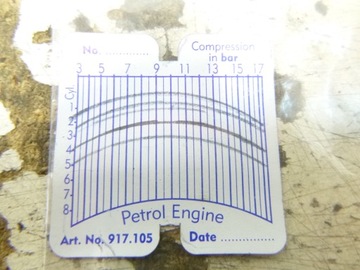 No. ..............
Compression
in bar
3 5 7 9 11 13 15 17
Cyl.
1
2
3
4
5
6
7
8
Petrol Engine
Art. No. 917.105
Date ...............